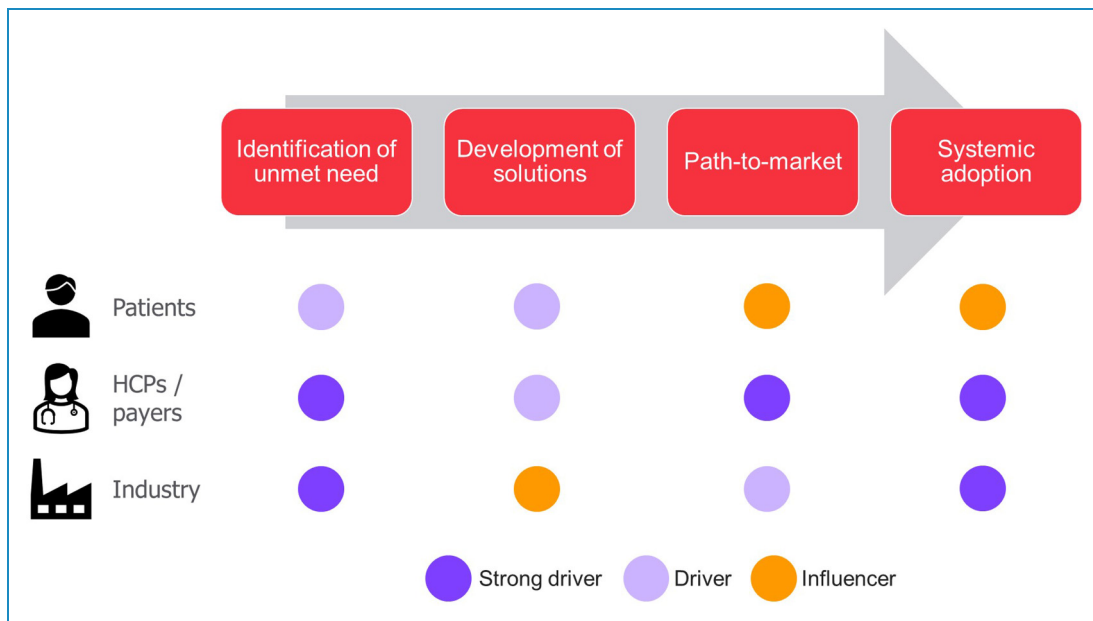 Identification of
unmet need
Development of
solutions
Path-to-market
Systemic
adoption
Patients
HCPs /
payers
Industry
Strong driver
Driver
Influencer